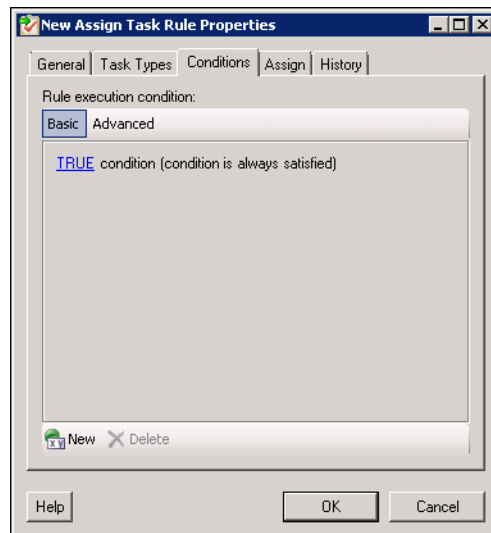 New Assign Task Rule Properties
General Task Types Conditions Assign History
Rule execution condition:
Basic Advanced
TRUE condition (condition is always satisfied)
x y New Delete
Help OK Cancel